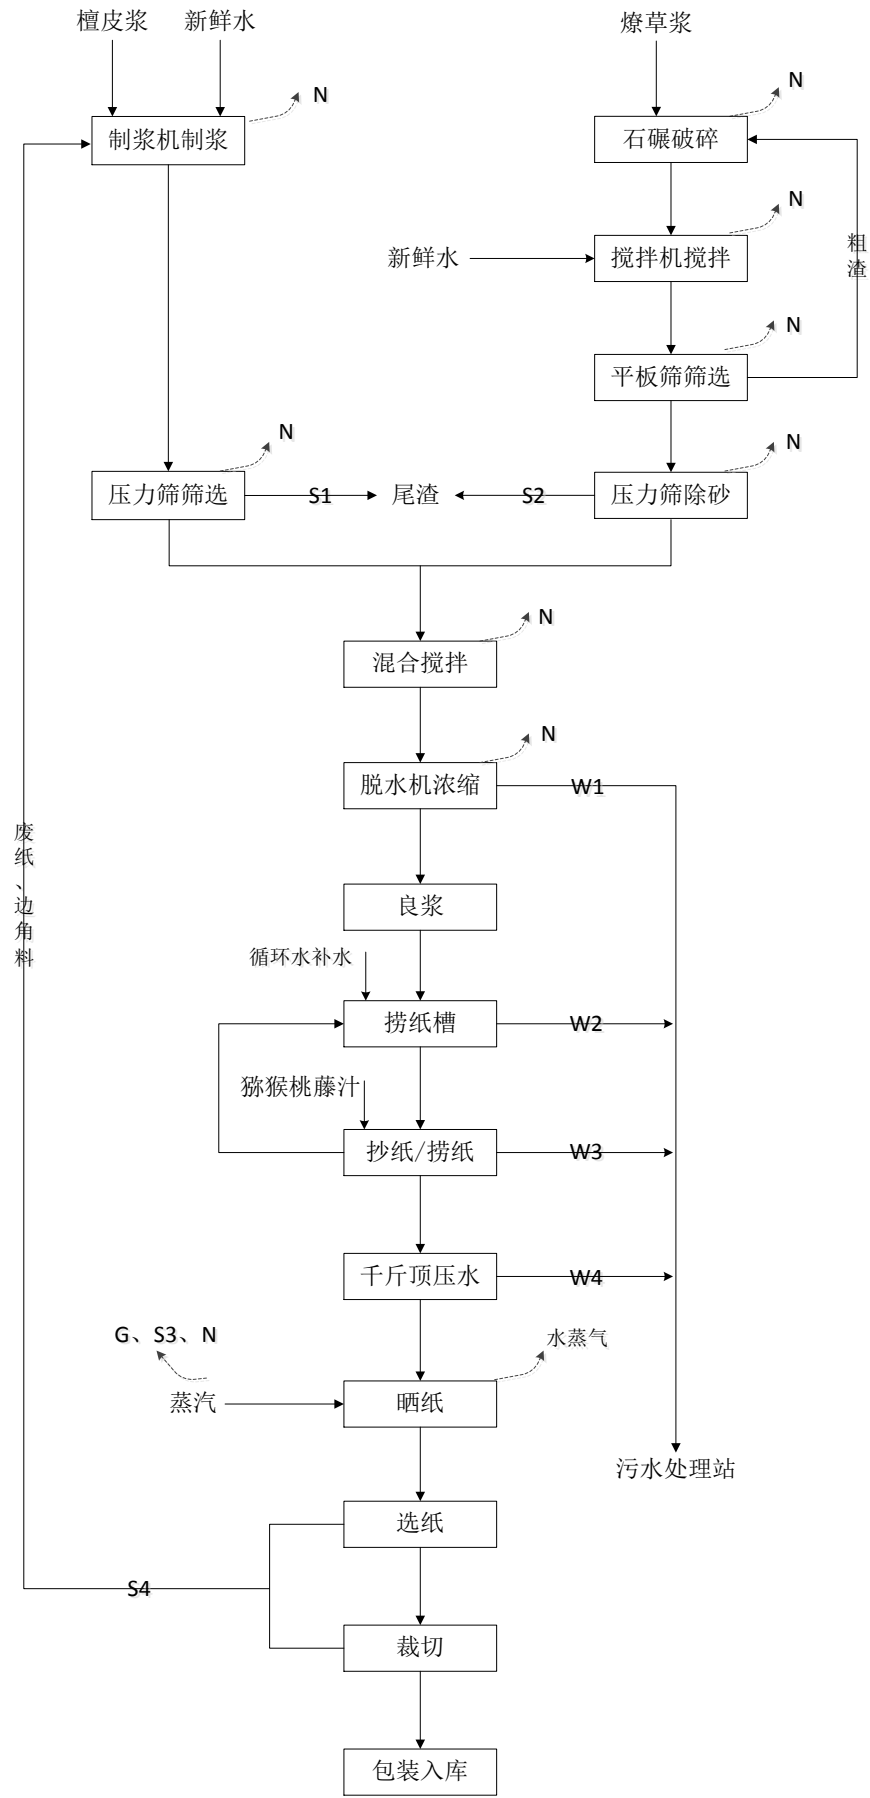 檀皮浆
新鲜水
燎草浆
N
N
制浆机制浆
石碾破碎
N
新鲜水
搅拌机搅拌
粗渣
N
平板筛筛选
N
N
压力筛筛选
S1
尾渣
S2
压力筛除砂
N
混合搅拌
N
脱水机浓缩
W1
废纸、边角料
良浆
循环水补水
捞纸槽
W2
猕猴桃藤汁
抄纸/捞纸
W3
千斤顶压水
W4
G、S3、N
水蒸气
蒸汽
晒纸
污水处理站
选纸
S4
裁切
包装入库